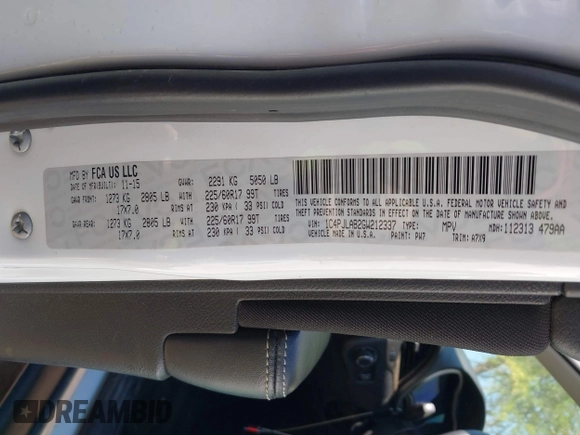 MFD BY FCA US LLC
DATE OF MFR(BUILT): 11-15 GVWR: 2291 KG 5050 LB
GAWR FRONT: 1273 KG 2805 LB WITH 225/60R17 99T TIRES
17X7.0 RIMS AT 230 KPA ( 33 PSI) COLD
GAWR REAR: 1273 KG 2805 LB WITH 225/60R17 99T TIRES
17X7.0 RIMS AT 230 KPA ( 33 PSI) COLD
THIS VEHICLE CONFORMS TO ALL APPLICABLE U.S.A. FEDERAL MOTOR VEHICLE SAFETY, BUMPER AND
THEFT PREVENTION STANDARDS IN EFFECT ON THE DATE OF MANUFACTURE SHOWN ABOVE.
VIN: 1C4PJLAB2GW212337 TYPE: MPV MDH: 112313 479AA
VEHICLE MADE IN U.S.A. PAINT: PW7 TRIM: A7X9
DREAMBID